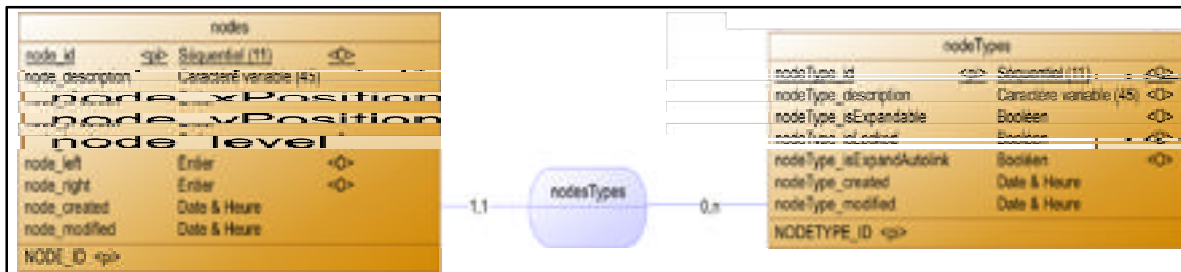 nodes
node_id <pi> Séquentiel (11) <O>
node_description Caractère variable (45)
node_xPosition
node_yPosition
node_level
node_left Entier <O>
node_right Entier <O>
node_created Date & Heure
node_modified Date & Heure
NODE_ID <pi>
1,1
nodesTypes
0,n
nodeTypes
nodeType_id <pi> Séquentiel (11) <O>
nodeType_description Caractère variable (45) <O>
nodeType_isExpandable Booléen <O>
Booléen <O>
nodeType_isExpandAutolink Booléen <O>
nodeType_created Date & Heure
nodeType_modified Date & Heure
NODETYPE_ID <pi>